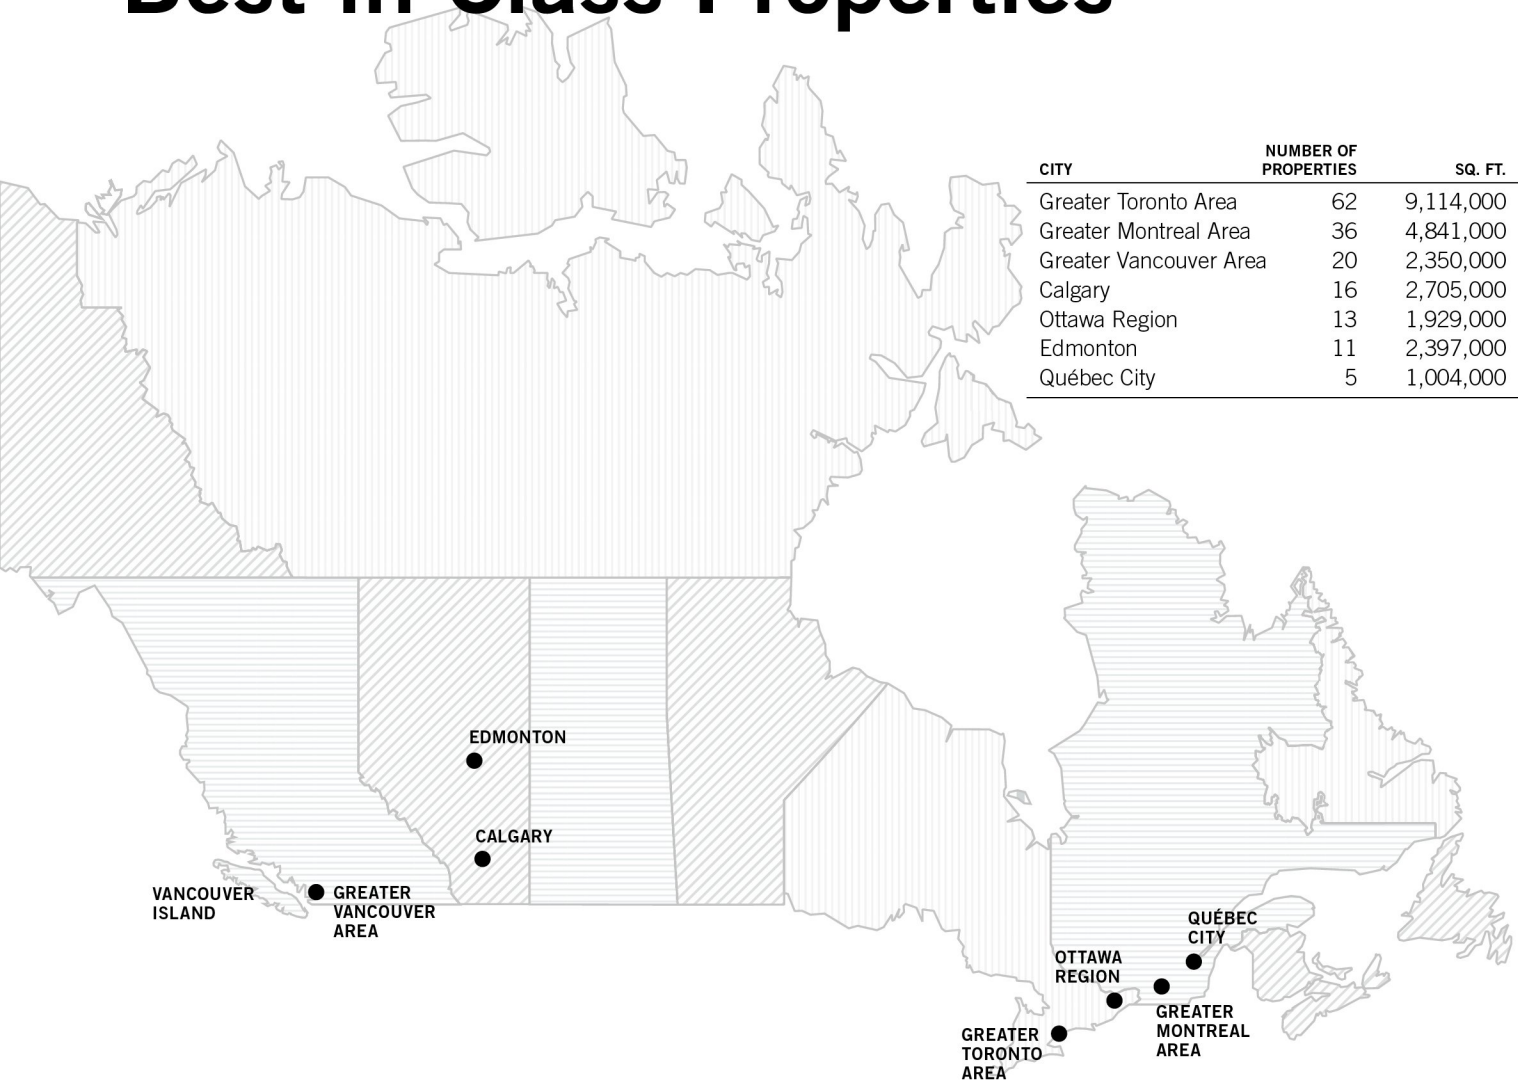 Best-in-Class Properties
CITY NUMBER OF PROPERTIES SQ. FT.
Greater Toronto Area 62 9,114,000
Greater Montreal Area 36 4,841,000
Greater Vancouver Area 20 2,350,000
Calgary 16 2,705,000
Ottawa Region 13 1,929,000
Edmonton 11 2,397,000
Québec City 5 1,004,000
EDMONTON
CALGARY
VANCOUVER
ISLAND
GREATER
VANCOUVER
AREA
QUÉBEC
CITY
OTTAWA
REGION
GREATER
MONTREAL
AREA
GREATER
TORONTO
AREA